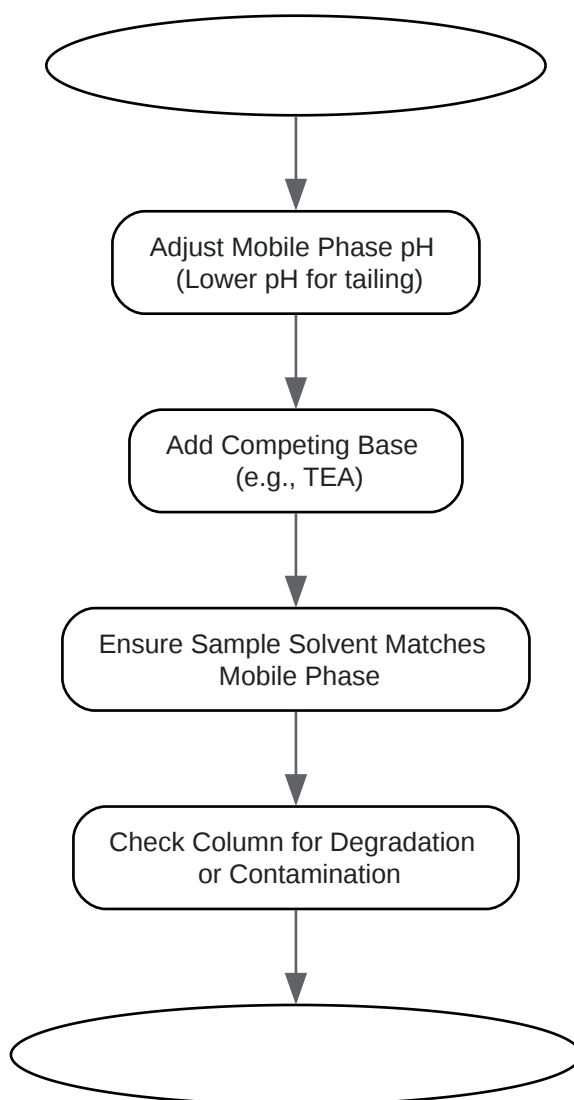 Adjust Mobile Phase pH
(Lower pH for tailing)
Add Competing Base
(e.g., TEA)
Ensure Sample Solvent Matches
Mobile Phase
Check Column for Degradation
or Contamination